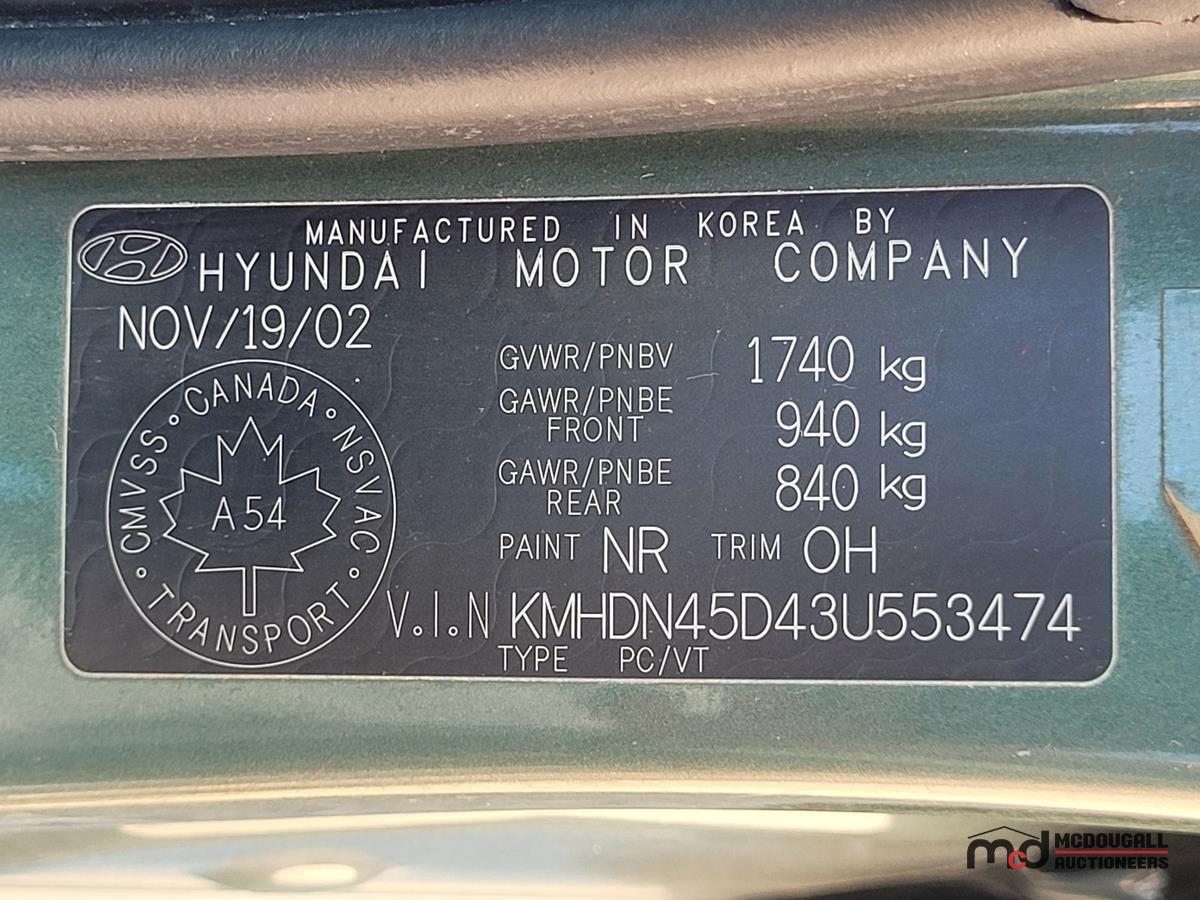 MANUFACTURED IN KOREA BY
HYUNDAI MOTOR COMPANY
NOV/19/02
GVWR/PNBV 1740 kg
GAWR/PNBE FRONT 940 kg
GAWR/PNBE REAR 840 kg
PAINT NR TRIM OH
V.I.N KMHDN45D43U553474
TYPE PC/VT
CMVSS ° CANADA ° NSVAC ° TRANSPORT °
A54
mcd MCDOUGALL
AUCTIONEERS